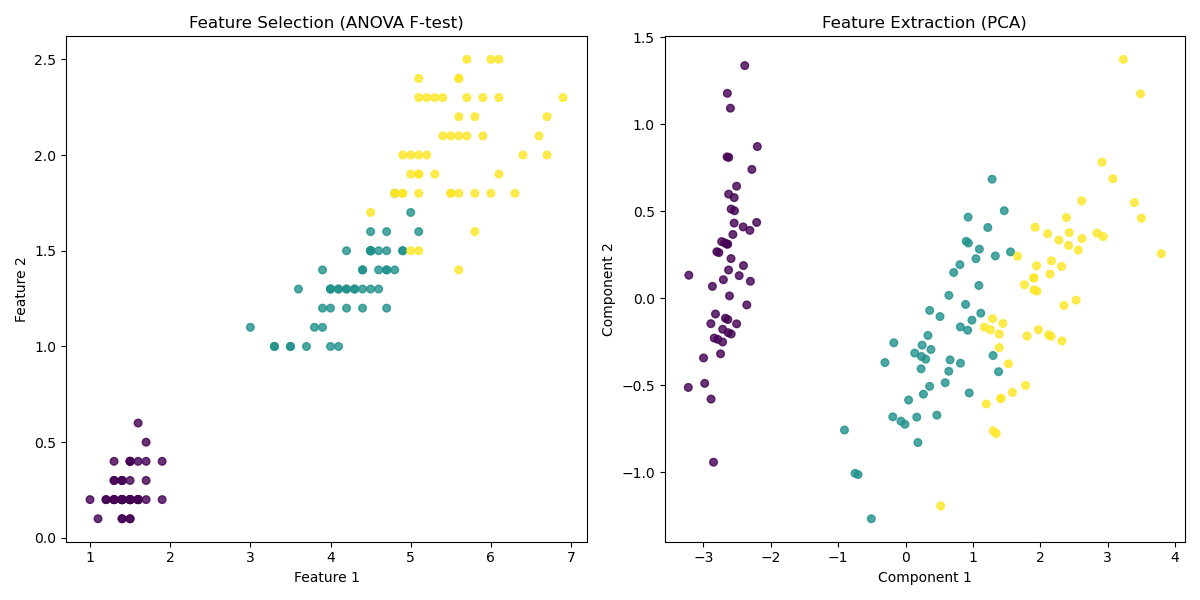 Feature Selection (ANOVA F-test)
2.5
2.0
1.5
1.0
0.5
0.0
Feature 2
1 2 3 4 5 6 7
Feature 1
Feature Extraction (PCA)
1.5
1.0
0.5
0.0
−0.5
−1.0
Component 2
−3 −2 −1 0 1 2 3 4
Component 1